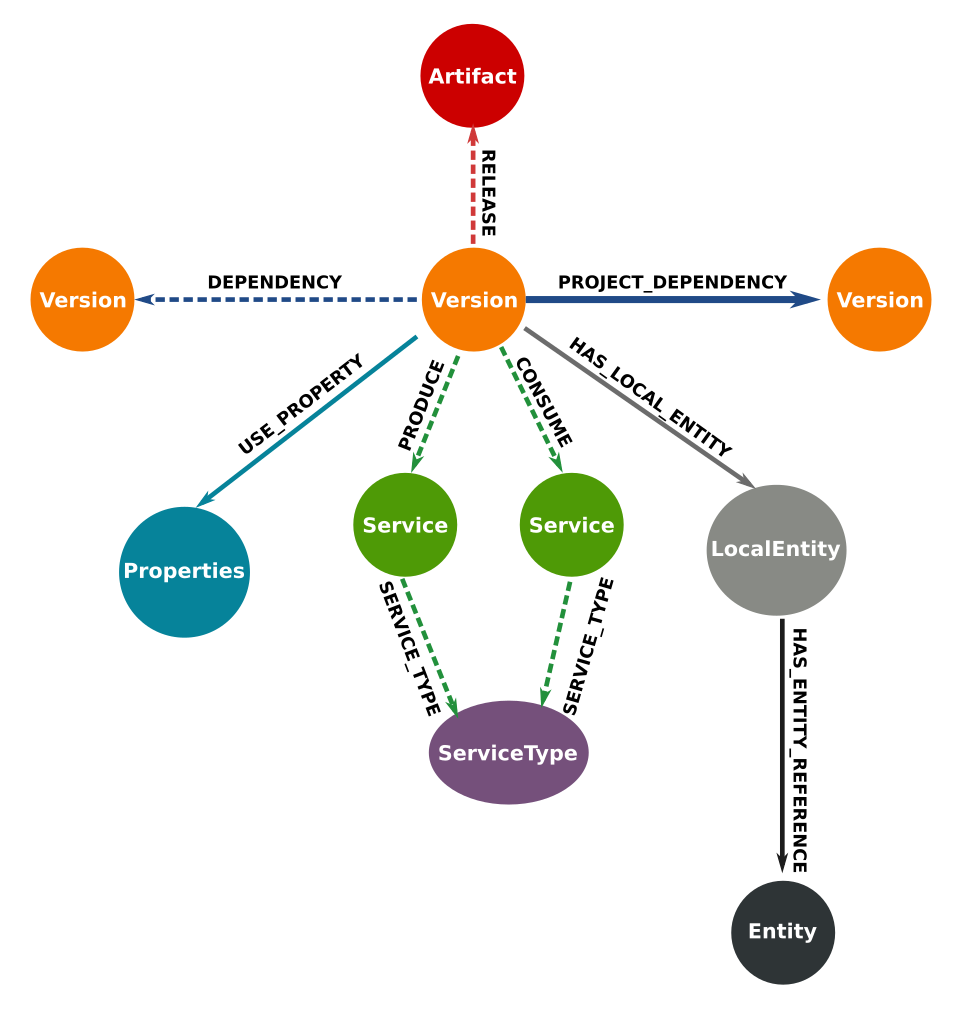 Artifact
RELEASE
Version
DEPENDENCY
Version
PROJECT_DEPENDENCY
Version
USE_PROPERTY
PRODUCE
CONSUME
HAS_LOCAL_ENTITY
Properties
Service
Service
LocalEntity
SERVICE_TYPE
SERVICE_TYPE
ServiceType
HAS_ENTITY_REFERENCE
Entity